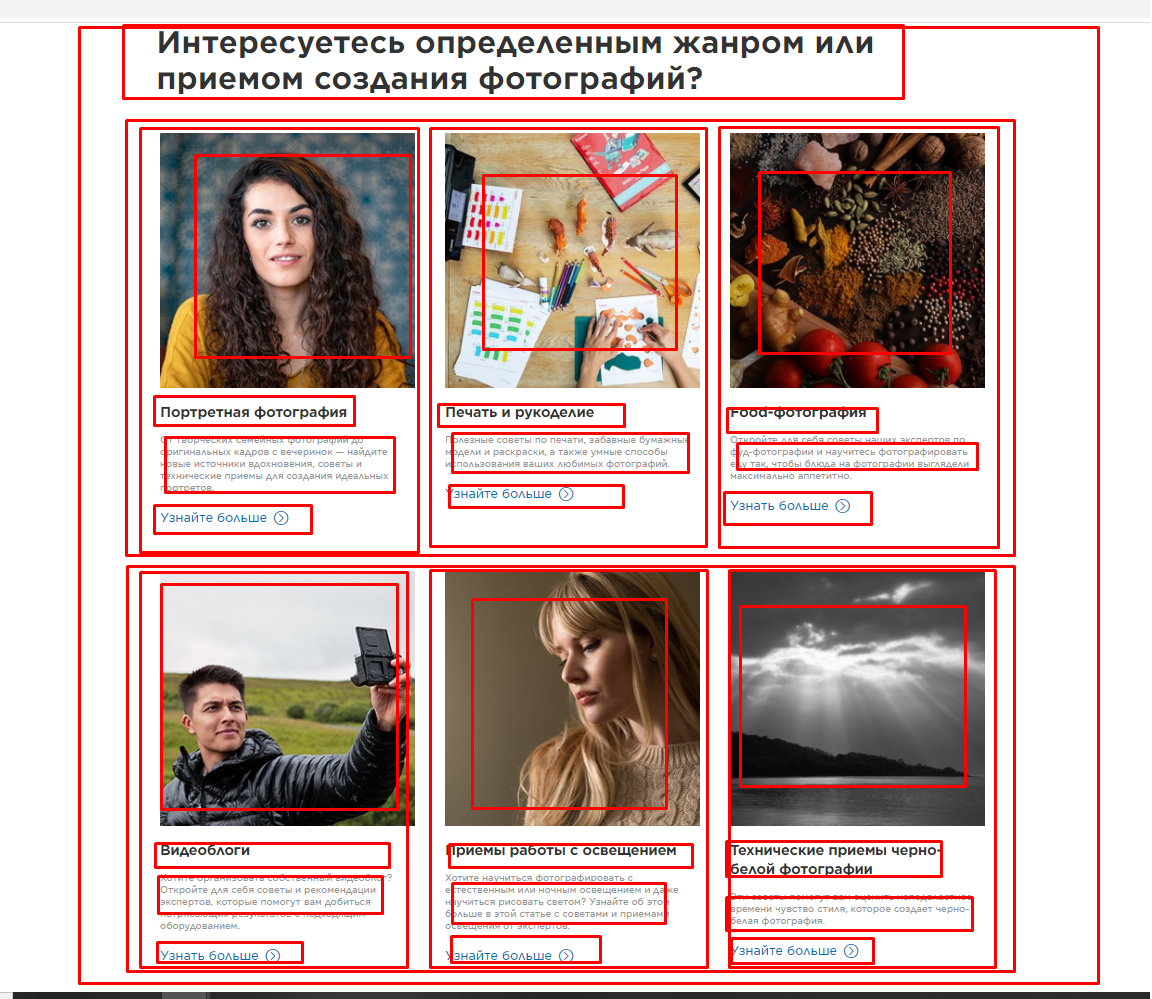 Интересуетесь определенным жанром или
приемом создания фотографий?
Портретная фотография
От творческих семейных фотографий до
оригинальных кадров с вечеринок — найдите
новые источники вдохновения, советы и
технические приемы для создания идеальных
портретов.
Узнайте больше
Печать и рукоделие
Полезные советы по печати, забавные бумажные
модели и раскраски, а также умные способы
использования ваших любимых фотографий.
Узнайте больше
Food-фотография
Откройте для себя советы наших экспертов по
фуд-фотографии и научитесь фотографировать
еду так, чтобы блюда на фотографии выглядели
максимально аппетитно.
Узнать больше
Видеоблоги
Хотите организовать собственный видеоблог?
Откройте для себя советы и рекомендации
экспертов, которые помогут вам добиться
потрясающих результатов с подходящим
оборудованием.
Узнать больше
Приемы работы с освещением
Хотите научиться фотографировать с
естественным или ночным освещением и даже
научиться рисовать светом? Узнайте об этом
больше в этой статье с советами и приемами
освещения от экспертов.
Узнайте больше
Технические приемы черно-
белой фотографии
Эти советы помогут вам оценить неподвластное
времени чувство стиля, которое создает черно-
белая фотография.
Узнайте больше